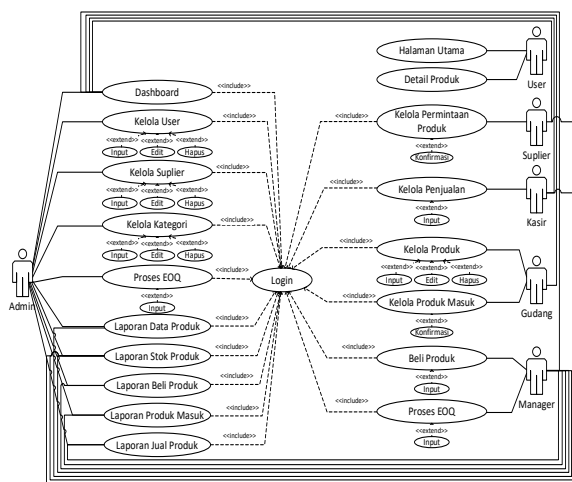 Halaman Utama
Detail Produk
User
Dashboard
<<include>>
Kelola User
<<include>>
<<extend>> <<extend>> <<extend>>
Input Edit Hapus
Kelola Suplier
<<include>>
<<extend>> <<extend>> <<extend>>
Input Edit Hapus
Kelola Kategori
<<include>>
<<extend>> <<extend>> <<extend>>
Input Edit Hapus
Proses EOQ
<<include>>
<<extend>>
Input
Admin
Laporan Data Produk
<<include>>
Laporan Stok Produk
<<include>>
Laporan Beli Produk
<<include>>
Laporan Produk Masuk
<<include>>
Laporan Jual Produk
<<include>>
Login
<<include>>
Kelola Permintaan
Produk
<<extend>>
Konfirmasi
Suplier
<<include>>
Kelola Penjualan
<<extend>>
Input
Kasir
<<include>>
Kelola Produk
<<extend>> <<extend>> <<extend>>
Input Edit Hapus
<<include>>
Kelola Produk Masuk
<<extend>>
Konfirmasi
Gudang
<<include>>
Beli Produk
<<extend>>
Input
<<include>>
Proses EOQ
<<extend>>
Input
Manager